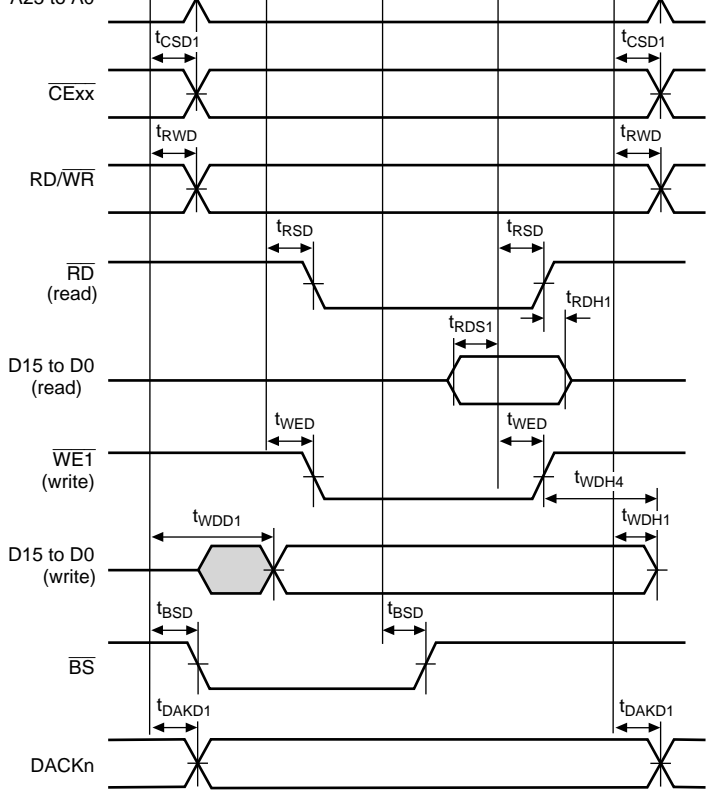 A25 to A0
tCSD1 tCSD1
CExx
tRWD tRWD
RD/WR
tRSD tRSD
RD
(read)
tRDH1
tRDS1
D15 to D0
(read)
tWED tWED
WE1
(write)
tWDH4
tWDD1 tWDH1
D15 to D0
(write)
tBSD tBSD
BS
tDAKD1 tDAKD1
DACKn